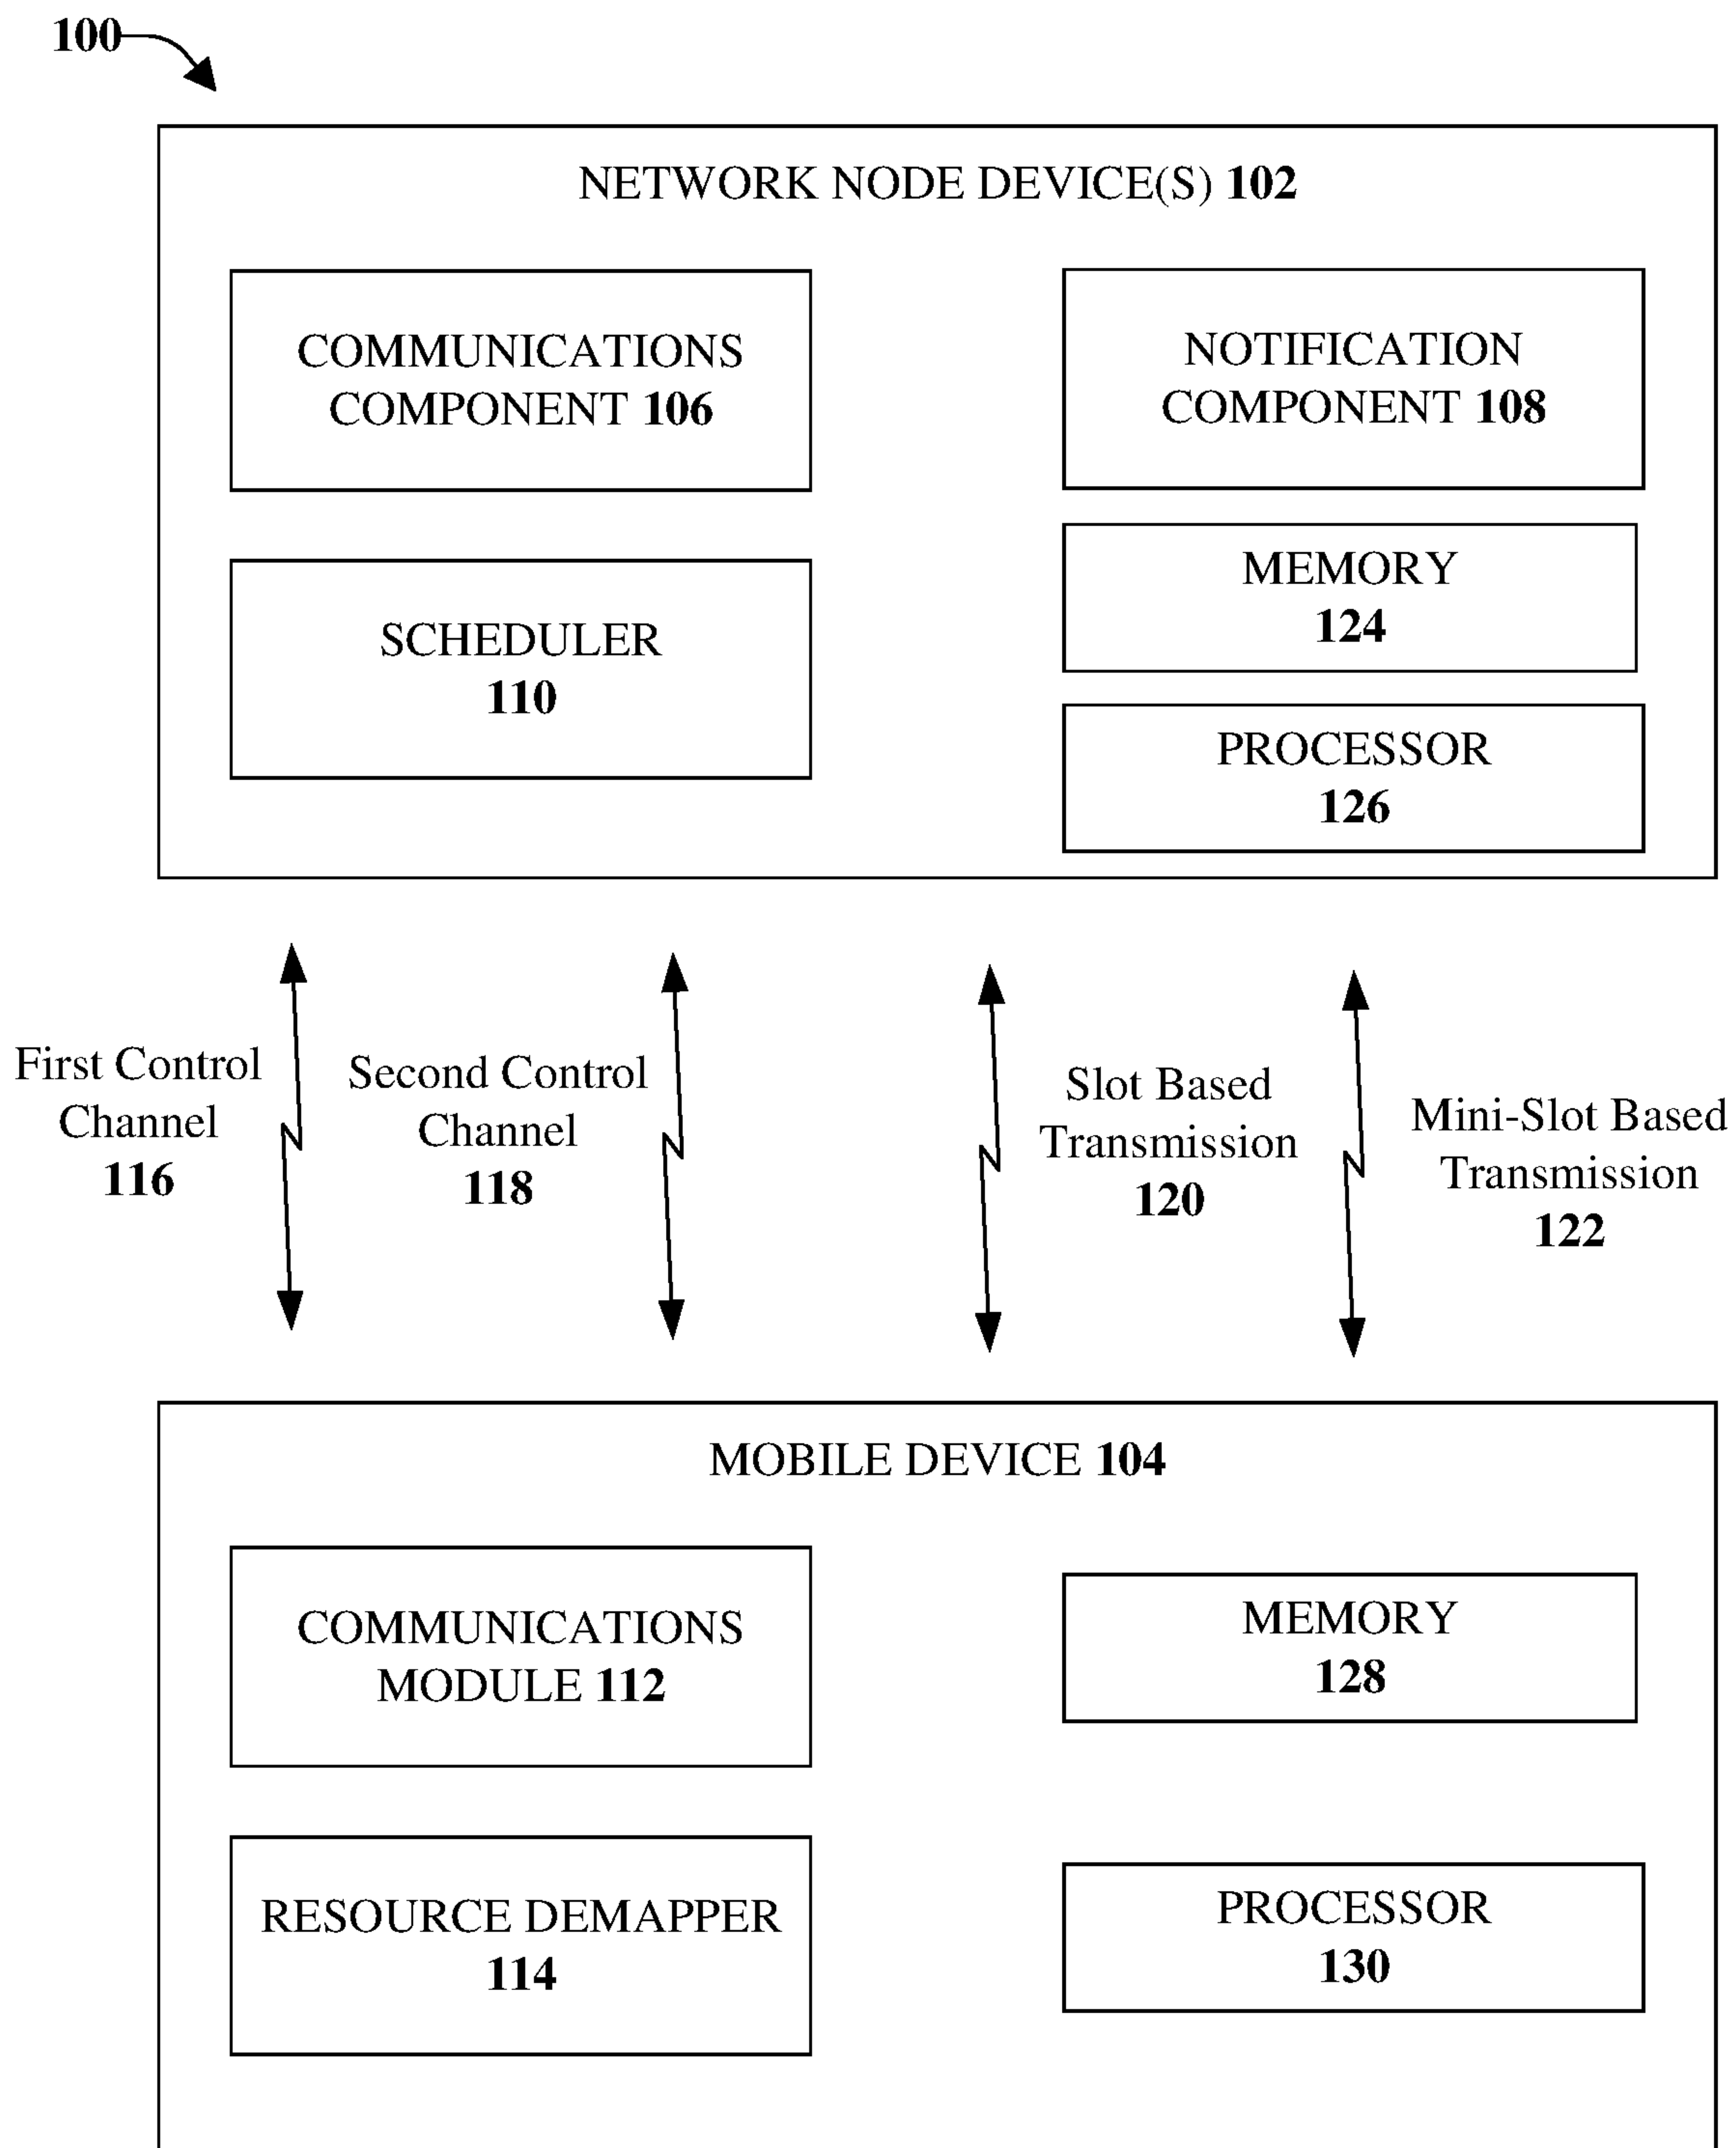 100
NETWORK NODE DEVICE(S) 102
COMMUNICATIONS
COMPONENT 106
NOTIFICATION
COMPONENT 108
SCHEDULER
110
MEMORY
124
PROCESSOR
126
First Control
Channel
116
Second Control
Channel
118
Slot Based
Transmission
120
Mini-Slot Based
Transmission
122
MOBILE DEVICE 104
COMMUNICATIONS
MODULE 112
MEMORY
128
RESOURCE DEMAPPER
114
PROCESSOR
130